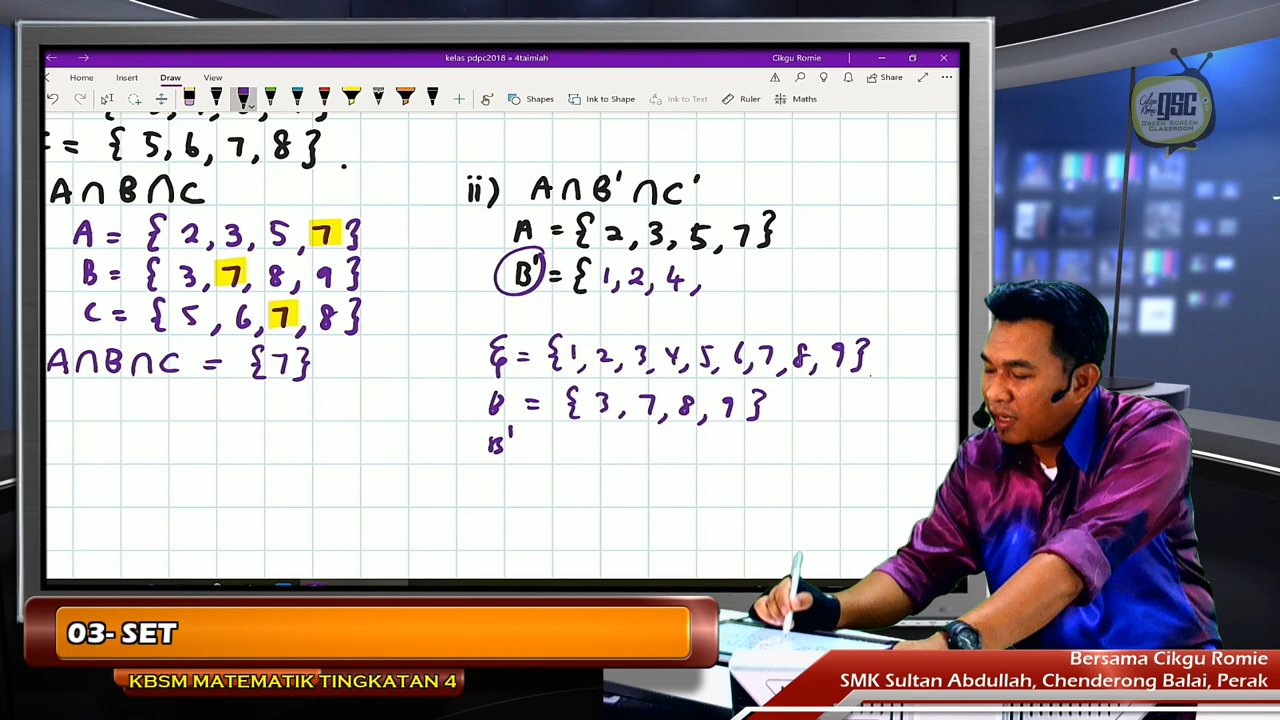 kelas pdpc2018 » 4taimiah
Cikgu Romie
Home Insert Draw View
Share
Shapes Ink to Shape Ink to Text Ruler Maths
= { 5, 6, 7, 8 } .
A ∩ B ∩ C
A = { 2, 3, 5, 7 }
B = { 3, 7, 8, 9 }
C = { 5, 6, 7, 8 }
A ∩ B ∩ C = { 7 }
ii) A ∩ B' ∩ C'
A = { 2, 3, 5, 7 }
B' = { 1, 2, 4,
ξ = { 1, 2, 3, 4, 5, 6, 7, 8, 9 }
B = { 3, 7, 8, 9 }
B'
Cikgu Romie GSC
GREEN SCREEN
CLASSROOM
03- SET
KBSM MATEMATIK TINGKATAN 4
Bersama Cikgu Romie
SMK Sultan Abdullah, Chenderong Balai, Perak